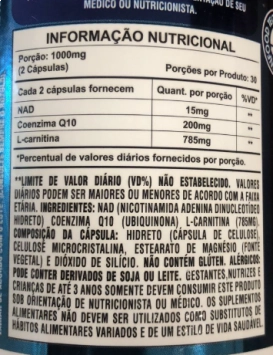 MÉDICO OU NUTRICIONISTA.
INFORMAÇÃO NUTRICIONAL
Porção: 1000mg
(2 Cápsulas) Porções por Produto: 30
Cada 2 cápsulas fornecem Quant. por porção %VD*
NAD 15mg **
Coenzima Q10 200mg **
L-carnitina 785mg **
*Percentual de valores diários fornecidos por porção.
**LIMITE DE VALOR DIÁRIO (VD%) NÃO ESTABELECIDO. VALORES
DIÁRIOS PODEM SER MAIORES OU MENORES DE ACORDO COM A FAIXA
ETÁRIA. INGREDIENTES: NAD (NICOTINAMIDA ADENINA DINUCLEOTÍDEO
HIDRETO) COENZIMA Q10 (UBIQUINONA) L-CARNITINA (785MG).
COMPOSIÇÃO DA CÁPSULA: HIDRETO (CÁPSULA DE CELULOSE),
CELULOSE MICROCRISTALINA, ESTEARATO DE MAGNÉSIO (FONTE
VEGETAL) E DIÓXIDO DE SILÍCIO. NÃO CONTÉM GLÚTEN. ALÉRGICOS:
PODE CONTER DERIVADOS DE SOJA OU LEITE. GESTANTES, NUTRIZES E
CRIANÇAS DE ATÉ 3 ANOS SOMENTE DEVEM CONSUMIR ESTE PRODUTO
SOB ORIENTAÇÃO DE NUTRICIONISTA OU MÉDICO. OS SUPLEMENTOS
ALIMENTARES NÃO DEVEM SER UTILIZADOS COMO SUBSTITUTOS DE
HÁBITOS ALIMENTARES VARIADOS E DE UM ESTILO DE VIDA SAUDÁVEL.